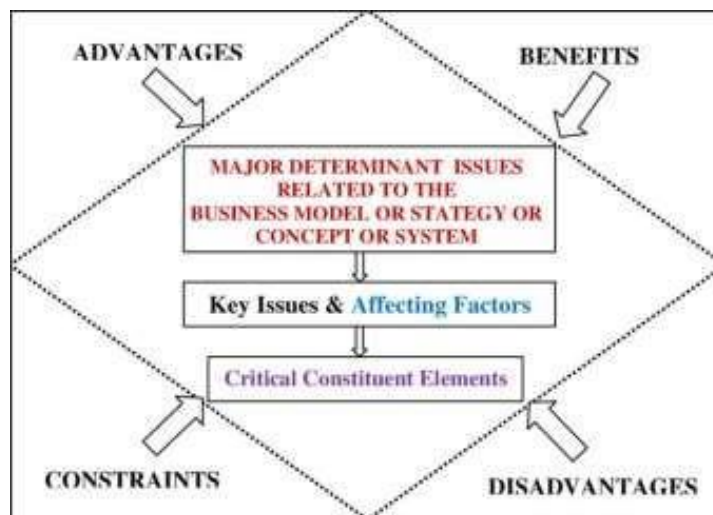 ADVANTAGES
BENEFITS
MAJOR DETERMINANT ISSUES
RELATED TO THE
BUSINESS MODEL OR STATEGY OR
CONCEPT OR SYSTEM
Key Issues & Affecting Factors
Critical Constituent Elements
CONSTRAINTS
DISADVANTAGES